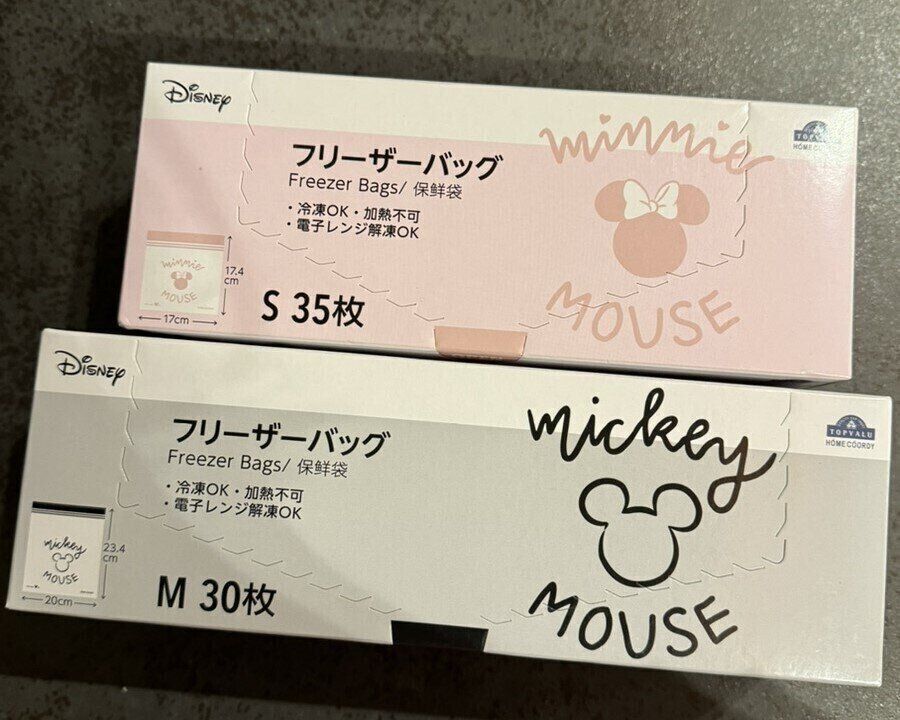 Disney
minnie
TOPVALU
HOME COORDY
フリーザーバッグ
Freezer Bags/ 保鮮袋
・冷凍OK・加熱不可
・電子レンジ解凍OK
minnie
MOUSE
17.4
cm
17cm
S 35枚
MOUSE
Disney
mickey
TOPVALU
HOME COORDY
フリーザーバッグ
Freezer Bags/ 保鮮袋
・冷凍OK・加熱不可
・電子レンジ解凍OK
mickey
MOUSE
23.4
cm
20cm
M 30枚
MOUSE